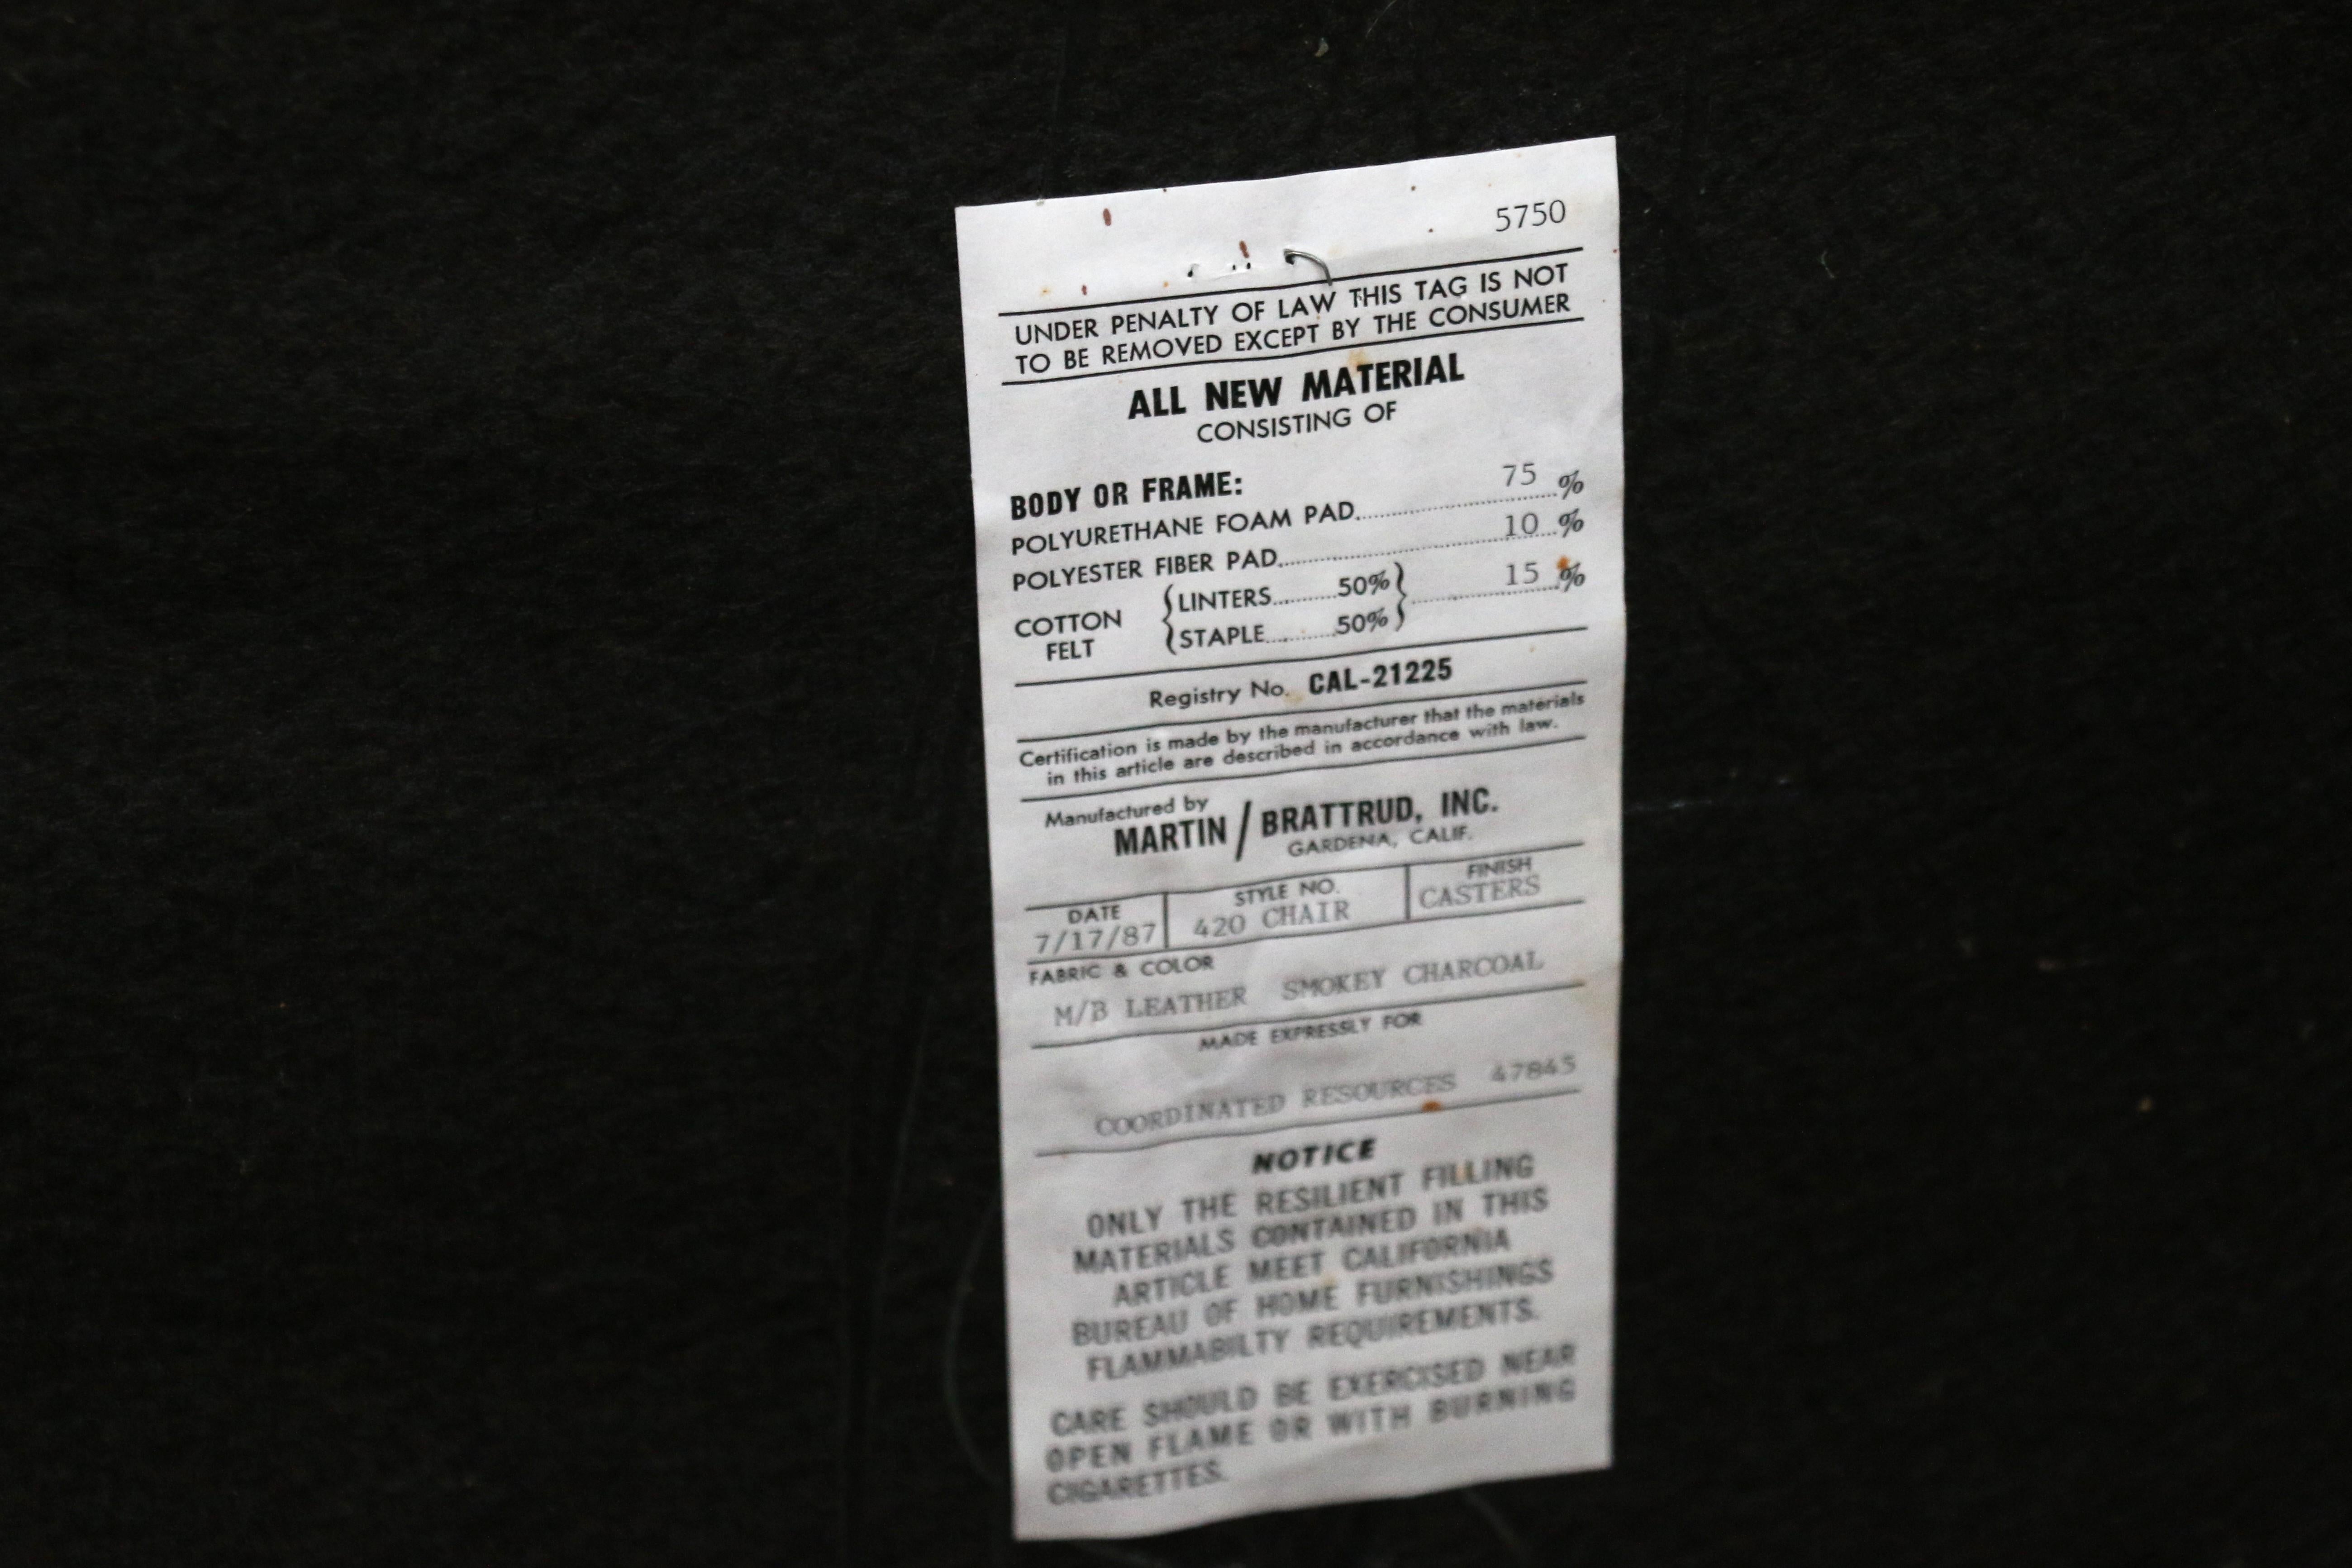 5750
UNDER PENALTY OF LAW THIS TAG IS NOT
TO BE REMOVED EXCEPT BY THE CONSUMER
ALL NEW MATERIAL
CONSISTING OF
BODY OR FRAME:
POLYURETHANE FOAM PAD 75 %
POLYESTER FIBER PAD 10 %
COTTON FELT { LINTERS 50% } 15 %
{ STAPLE 50% }
Registry No. CAL-21225
Certification is made by the manufacturer that the materials
in this article are described in accordance with law.
Manufactured by
MARTIN / BRATTRUD, INC.
GARDENA, CALIF.
DATE STYLE NO. FINISH
7/17/87 420 CHAIR CASTERS
FABRIC & COLOR
M/B LEATHER SMOKEY CHARCOAL
MADE EXPRESSLY FOR
COORDINATED RESOURCES 47845
NOTICE
ONLY THE RESILIENT FILLING
MATERIALS CONTAINED IN THIS
ARTICLE MEET CALIFORNIA
BUREAU OF HOME FURNISHINGS
FLAMMABILTY REQUIREMENTS.
CARE SHOULD BE EXERCISED NEAR
OPEN FLAME OR WITH BURNING
CIGARETTES.